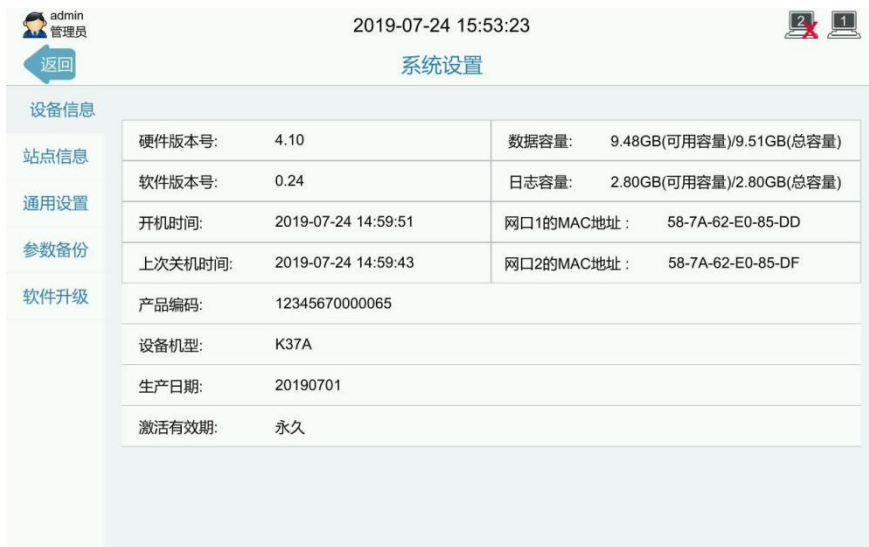 admin
管理员
2019-07-24 15:53:23
2
1
返回
系统设置
设备信息
站点信息
通用设置
参数备份
软件升级
硬件版本号: 4.10 数据容量: 9.48GB(可用容量)/9.51GB(总容量)
软件版本号: 0.24 日志容量: 2.80GB(可用容量)/2.80GB(总容量)
开机时间: 2019-07-24 14:59:51 网口1的MAC地址： 58-7A-62-E0-85-DD
上次关机时间: 2019-07-24 14:59:43 网口2的MAC地址： 58-7A-62-E0-85-DF
产品编码: 12345670000065
设备机型: K37A
生产日期: 20190701
激活有效期: 永久